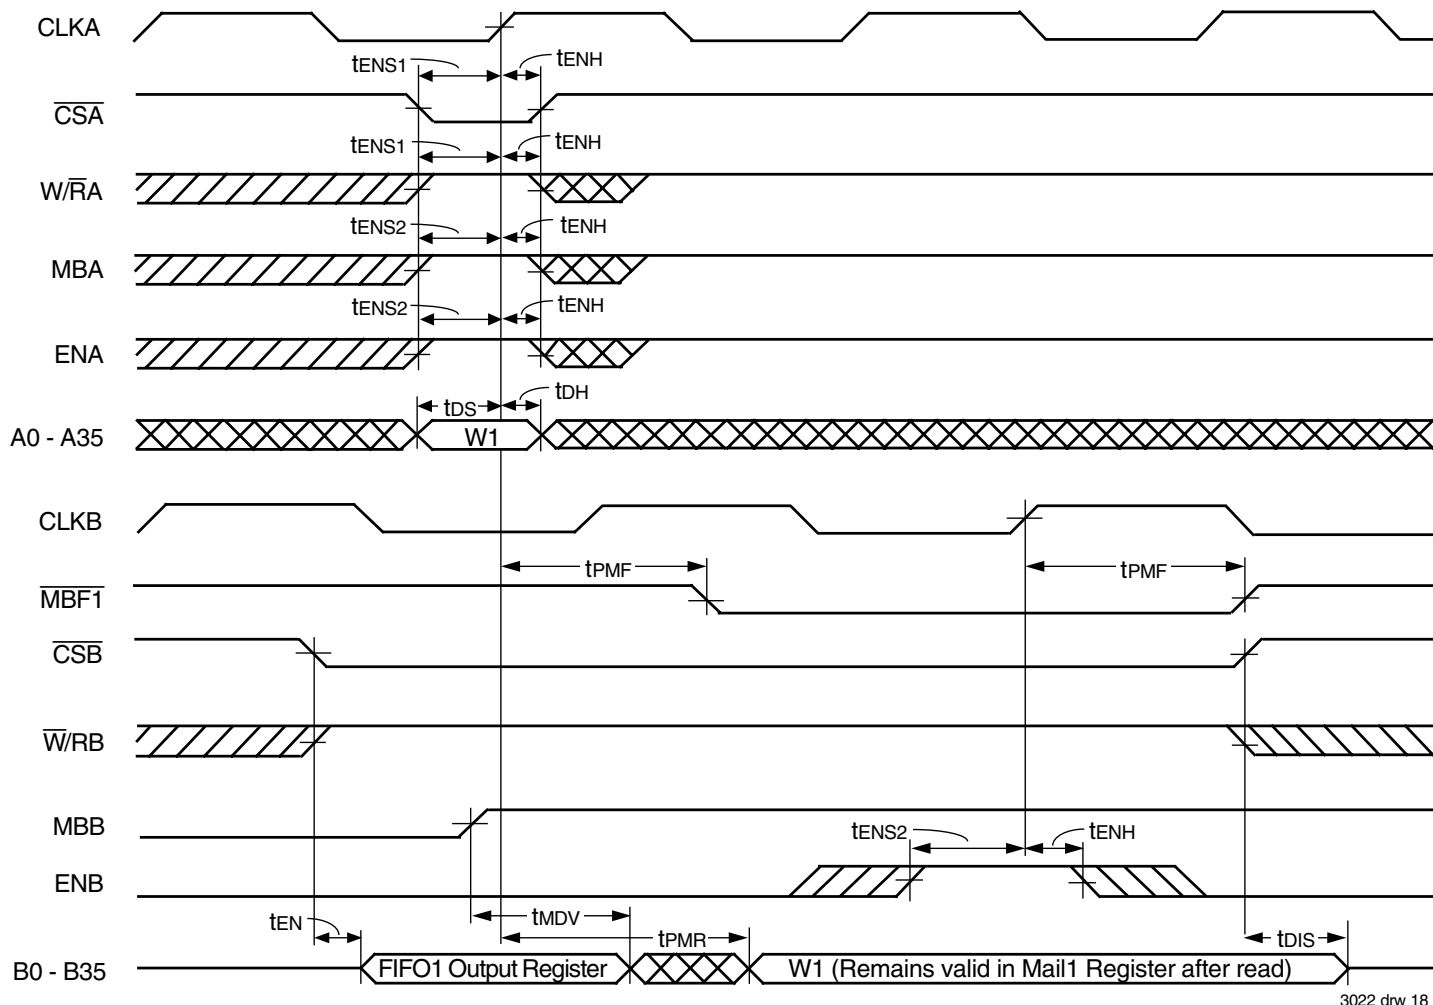 CLKA
tENS1 tENH
CSA
tENS1 tENH
W/RA
tENS2 tENH
MBA
tENS2 tENH
ENA
tDS tDH
A0 - A35 W1
CLKB
tPMF tPMF
MBF1
CSB
W/RB
MBB
tENS2 tENH
ENB
tEN tMDV tPMR tDIS
B0 - B35 FIFO1 Output Register W1 (Remains valid in Mail1 Register after read)
3022 drw 18